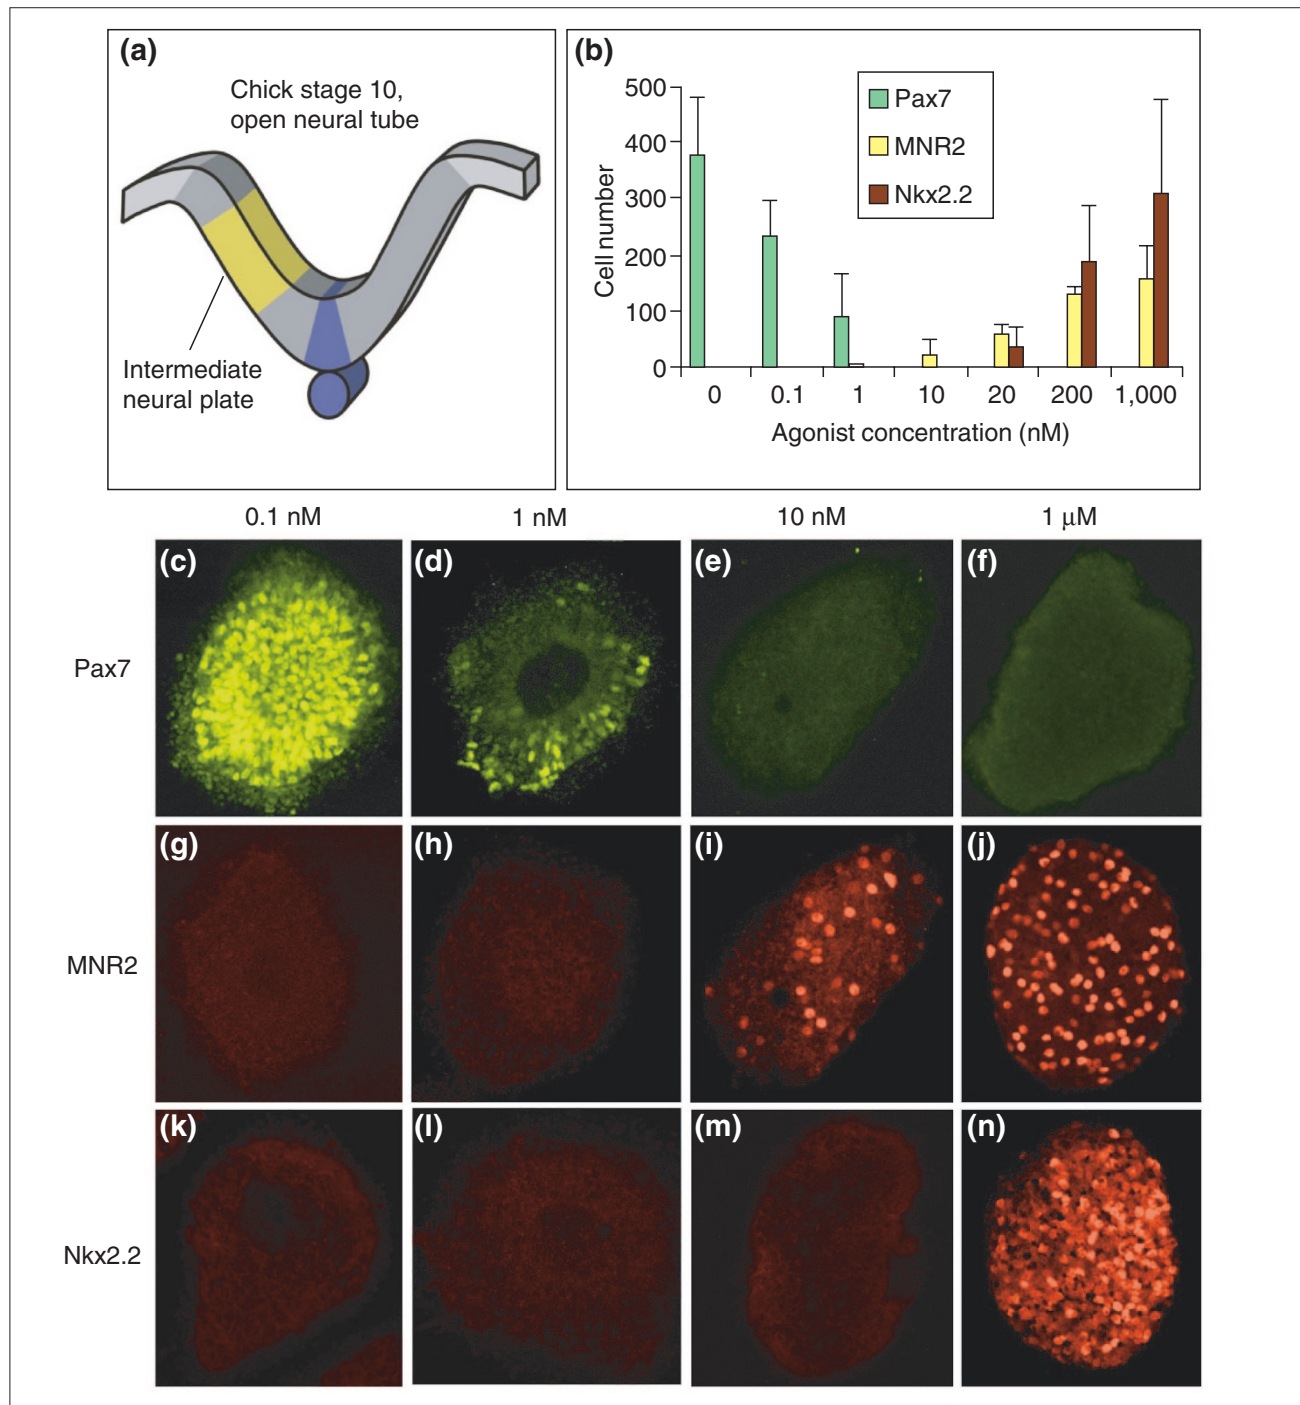 (a)
Chick stage 10,
open neural tube
Intermediate
neural plate
(b)
500
400
300
200
100
0
Cell number
Pax7
MNR2
Nkx2.2
0 0.1 1 10 20 200 1,000
Agonist concentration (nM)
0.1 nM 1 nM 10 nM 1 μM
Pax7
(c) (d) (e) (f)
MNR2
(g) (h) (i) (j)
Nkx2.2
(k) (l) (m) (n)